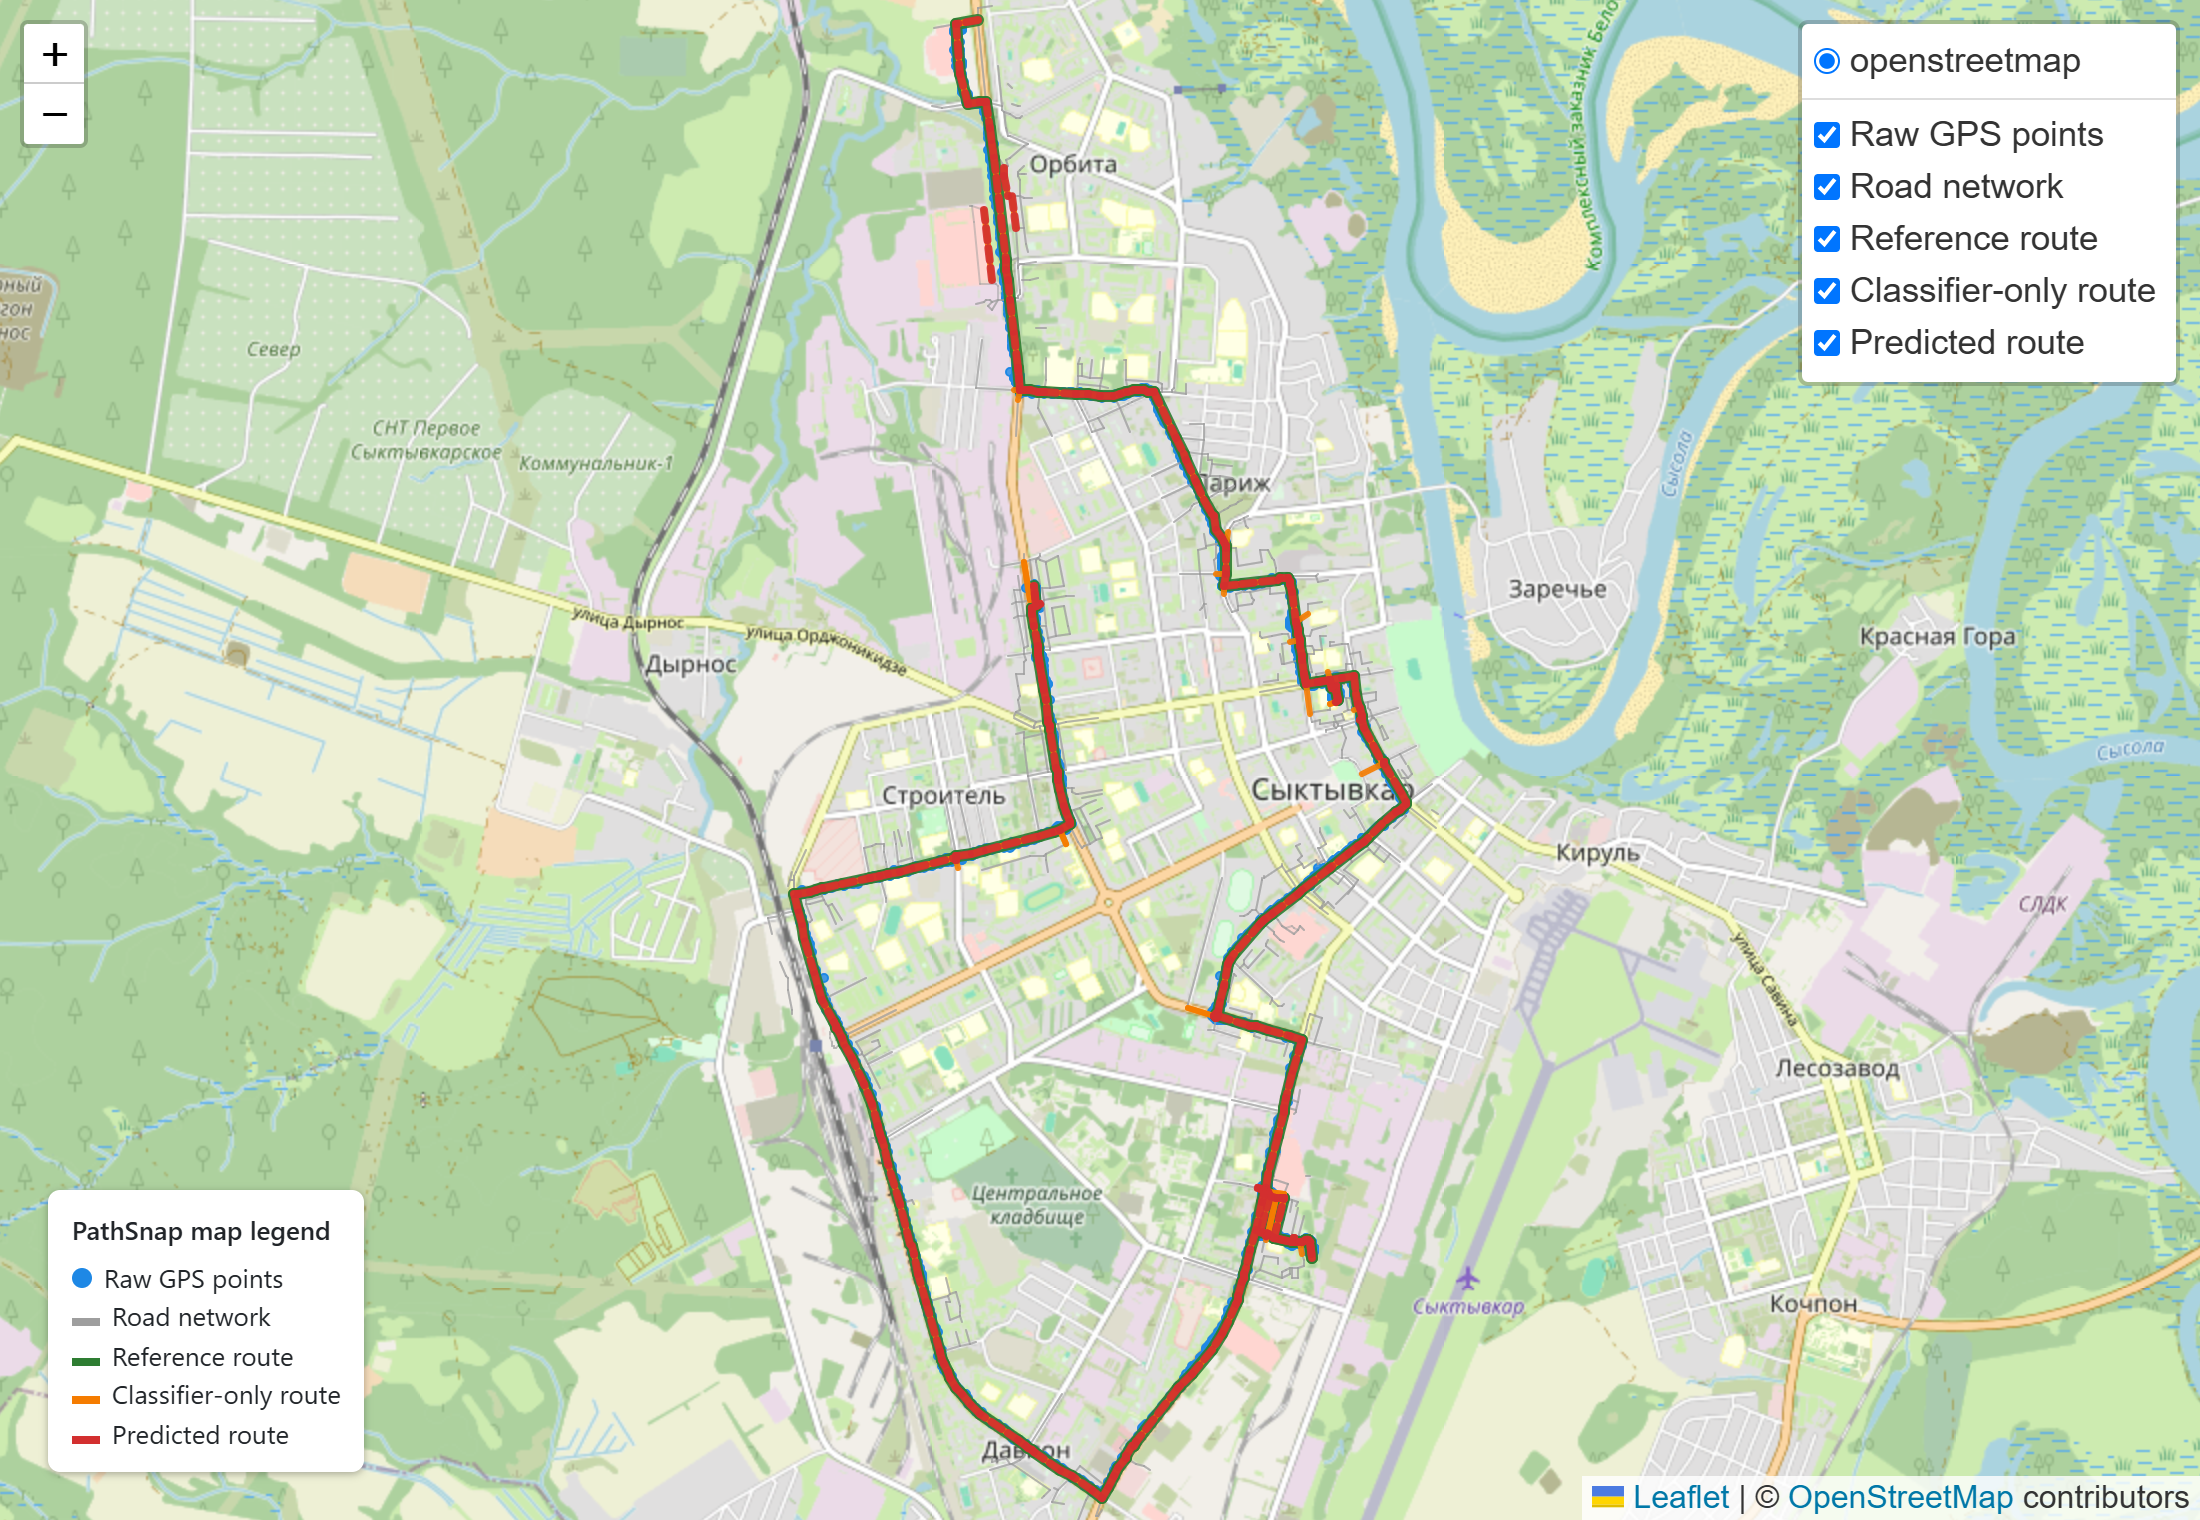 +
−
openstreetmap
Raw GPS points
Road network
Reference route
Classifier-only route
Predicted route
Комплексный заказник Бело
Орбита
Север
СНТ Первое
Сыктывкарское
Коммунальник-1
Сысола
Заречье
Красная Гора
улица Дырнос
улица Орджоникидзе
Дырнос
Сысола
Строитель
Сыктывкар
Кируль
СЛДК
улица Савина
Лесозавод
Центральное
кладбище
Сыктывкар
Кочпон
PathSnap map legend
Raw GPS points
Road network
Reference route
Classifier-only route
Predicted route
Leaflet | © OpenStreetMap contributors